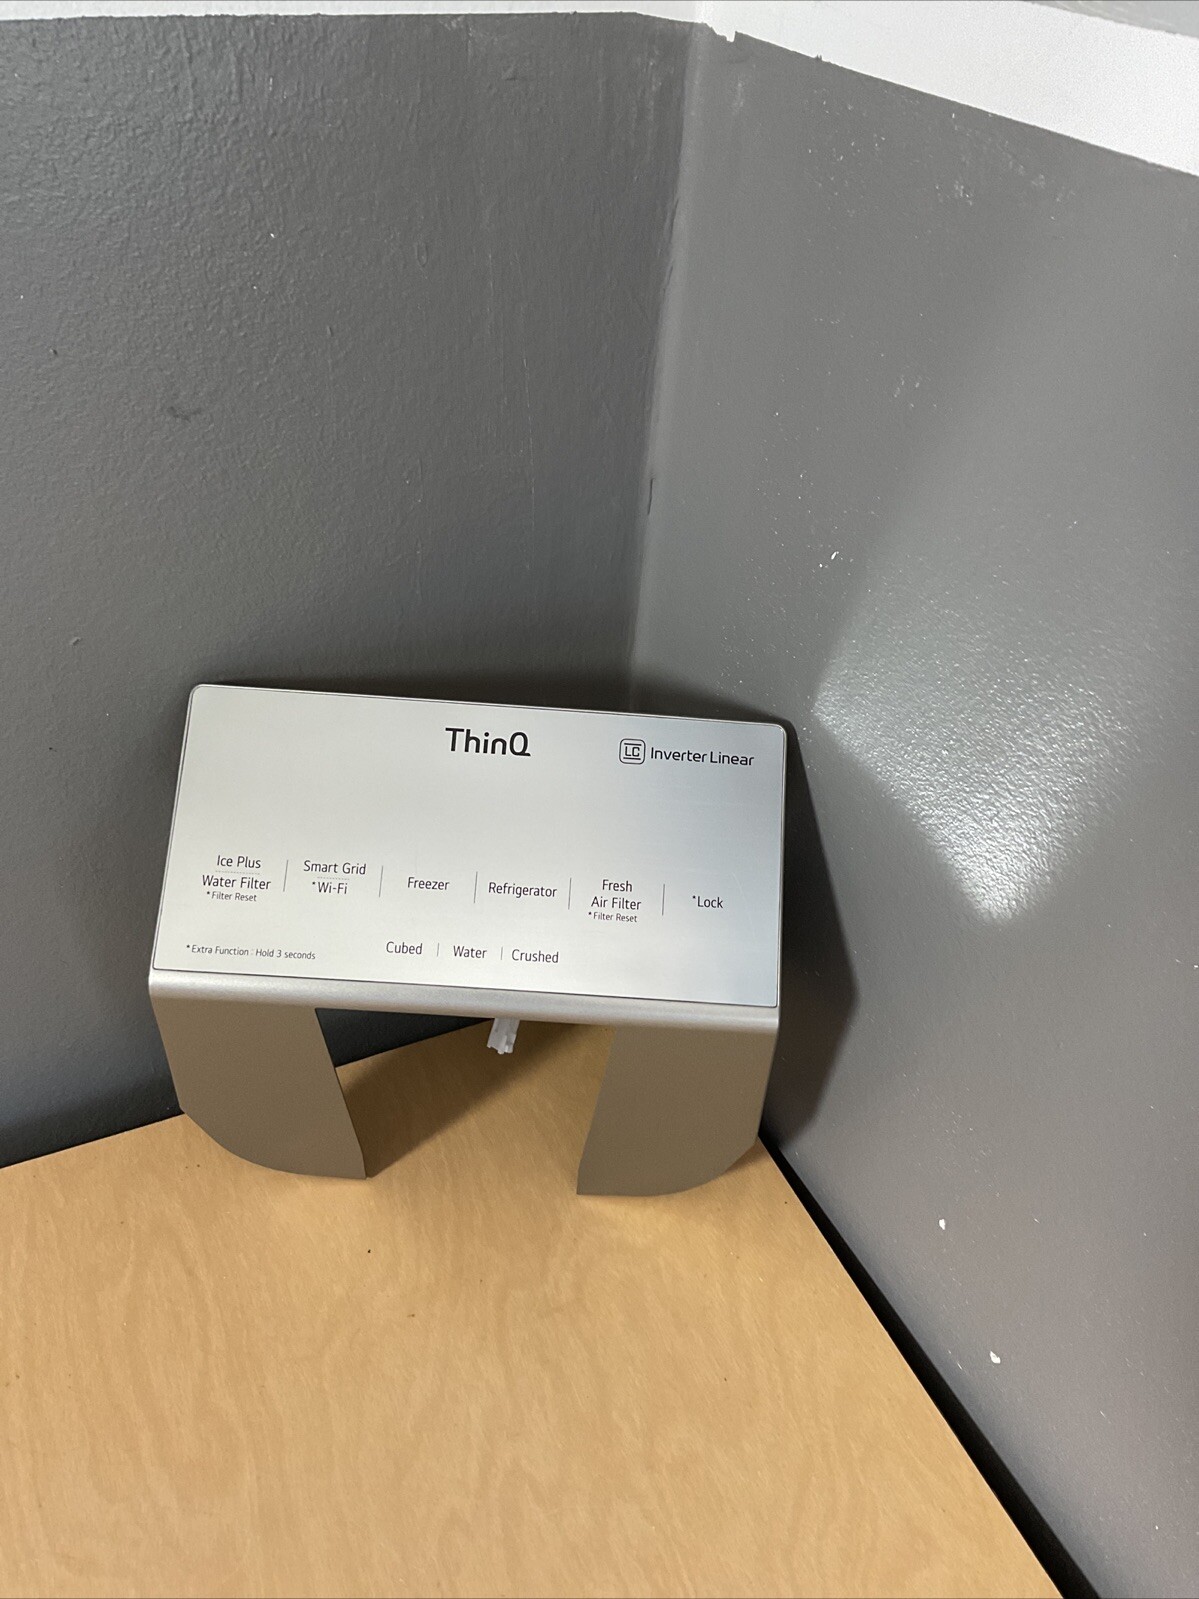 ThinQ
LC Inverter Linear
Ice Plus
Water Filter
*Filter Reset
Smart Grid
*Wi-Fi
Freezer
Refrigerator
Fresh
Air Filter
*Filter Reset
*Lock
*Extra Function : Hold 3 seconds
Cubed | Water | Crushed